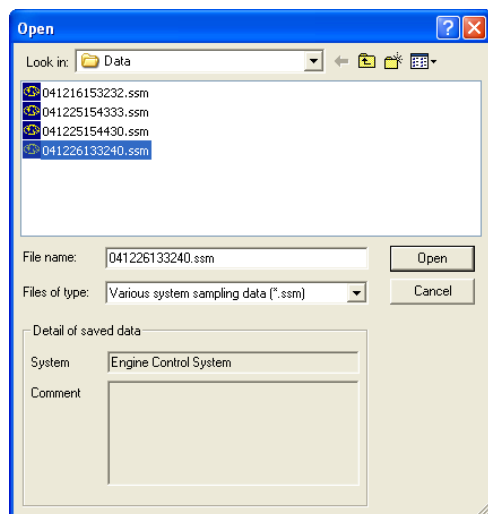 Open
Look in: Data
041216153232.ssm
041225154333.ssm
041225154430.ssm
041226133240.ssm
File name: 041226133240.ssm Open
Files of type: Various system sampling data (*.ssm) Cancel
Detail of saved data
System Engine Control System
Comment